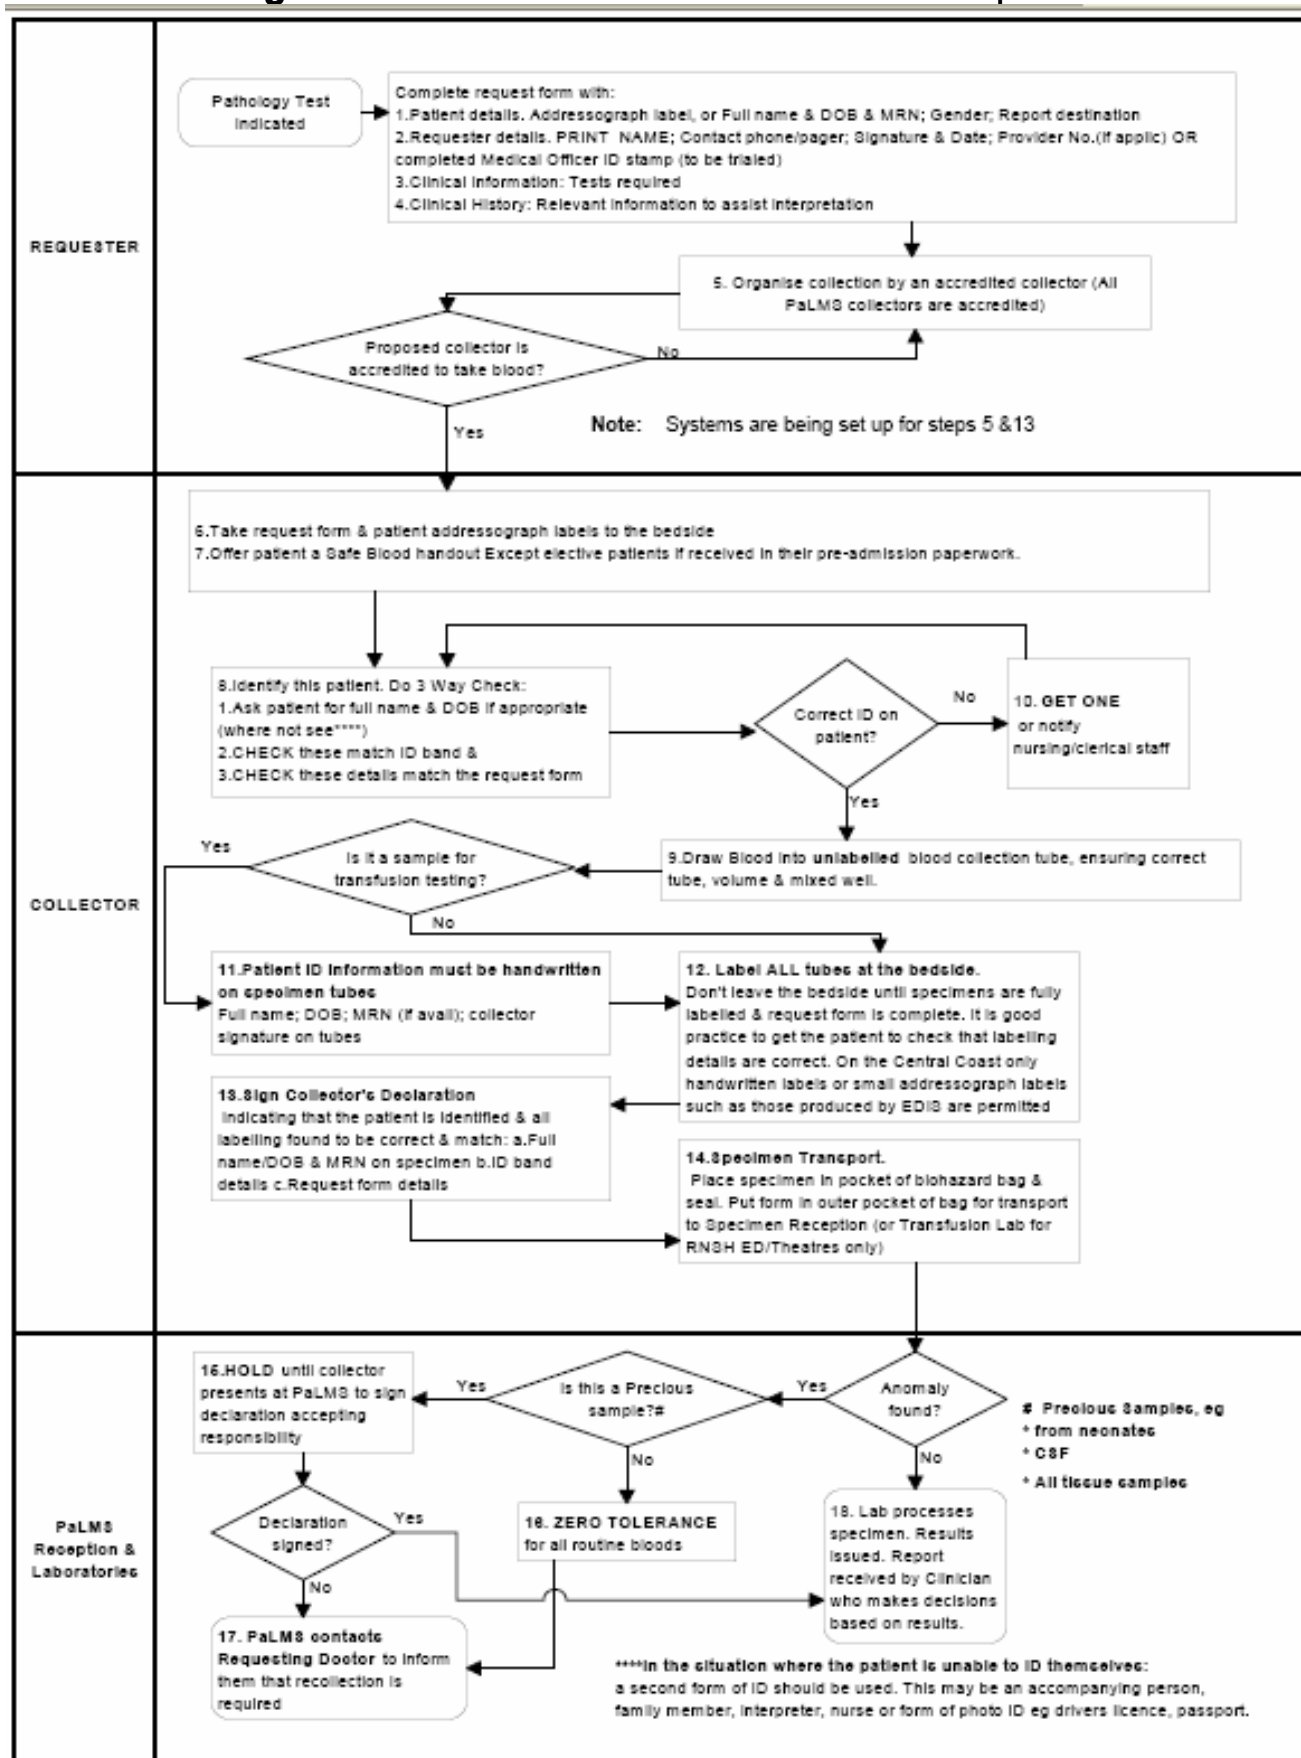 Pathology Test
Indicated
Complete request form with:
1.Patient details. Addressograph label, or Full name & DOB & MRN; Gender; Report destination
2.Requester details. PRINT NAME; Contact phone/pager; Signature & Date; Provider No.(if applic) OR
completed Medical Officer ID stamp (to be trialed)
3.Clinical Information: Tests required
4.Clinical History: Relevant Information to assist interpretation
REQUESTER
5. Organise collection by an accredited collector (All
PaLMS collectors are accredited)
Proposed collector is
accredited to take blood?
No
Yes
Note: Systems are being set up for steps 5 &13
6.Take request form & patient addressograph labels to the bedside
7.Offer patient a Safe Blood handout Except elective patients if received in their pre-admission paperwork.
8.Identify this patient. Do 3 Way Check:
1.Ask patient for full name & DOB if appropriate
(where not see****)
2.CHECK these match ID band &
3.CHECK these details match the request form
Correct ID on
patient?
No
10. GET ONE
or notify
nursing/clerical staff
Yes
Yes
Is it a sample for
transfusion testing?
9.Draw Blood into unlabelled blood collection tube, ensuring correct
tube, volume & mixed well.
COLLECTOR
No
11.Patient ID Information must be handwritten
on specimen tubes
Full name; DOB; MRN (if avail); collector
signature on tubes
12. Label ALL tubes at the bedside.
Don't leave the bedside until specimens are fully
labelled & request form is complete. It is good
practice to get the patient to check that labelling
details are correct. On the Central Coast only
handwritten labels or small addressograph labels
such as those produced by EDIS are permitted
13.Sign Collector's Declaration
Indicating that the patient is identified & all
labelling found to be correct & match: a.Full
name/DOB & MRN on specimen b.ID band
details c.Request form details
14.Specimen Transport.
Place specimen in pocket of biohazard bag &
seal. Put form in outer pocket of bag for transport
to Specimen Reception (or Transfusion Lab for
RNSH ED/Theatres only)
15.HOLD until collector
presents at PaLMS to sign
declaration accepting
responsibility
Yes
Is this a Precious
sample?#
Yes
Anomaly
found?
# Precious Samples, eg
* from neonates
* CSF
* All tissue samples
No
No
PaLMS
Reception &
Laboratories
Declaration
signed?
Yes
16. ZERO TOLERANCE
for all routine bloods
18. Lab processes
specimen. Results
issued. Report
received by Clinician
who makes decisions
based on results.
No
17. PaLMS contacts
Requesting Doctor to inform
them that recollection is
required
****In the situation where the patient is unable to ID themselves:
a second form of ID should be used. This may be an accompanying person,
family member, interpreter, nurse or form of photo ID eg drivers licence, passport.